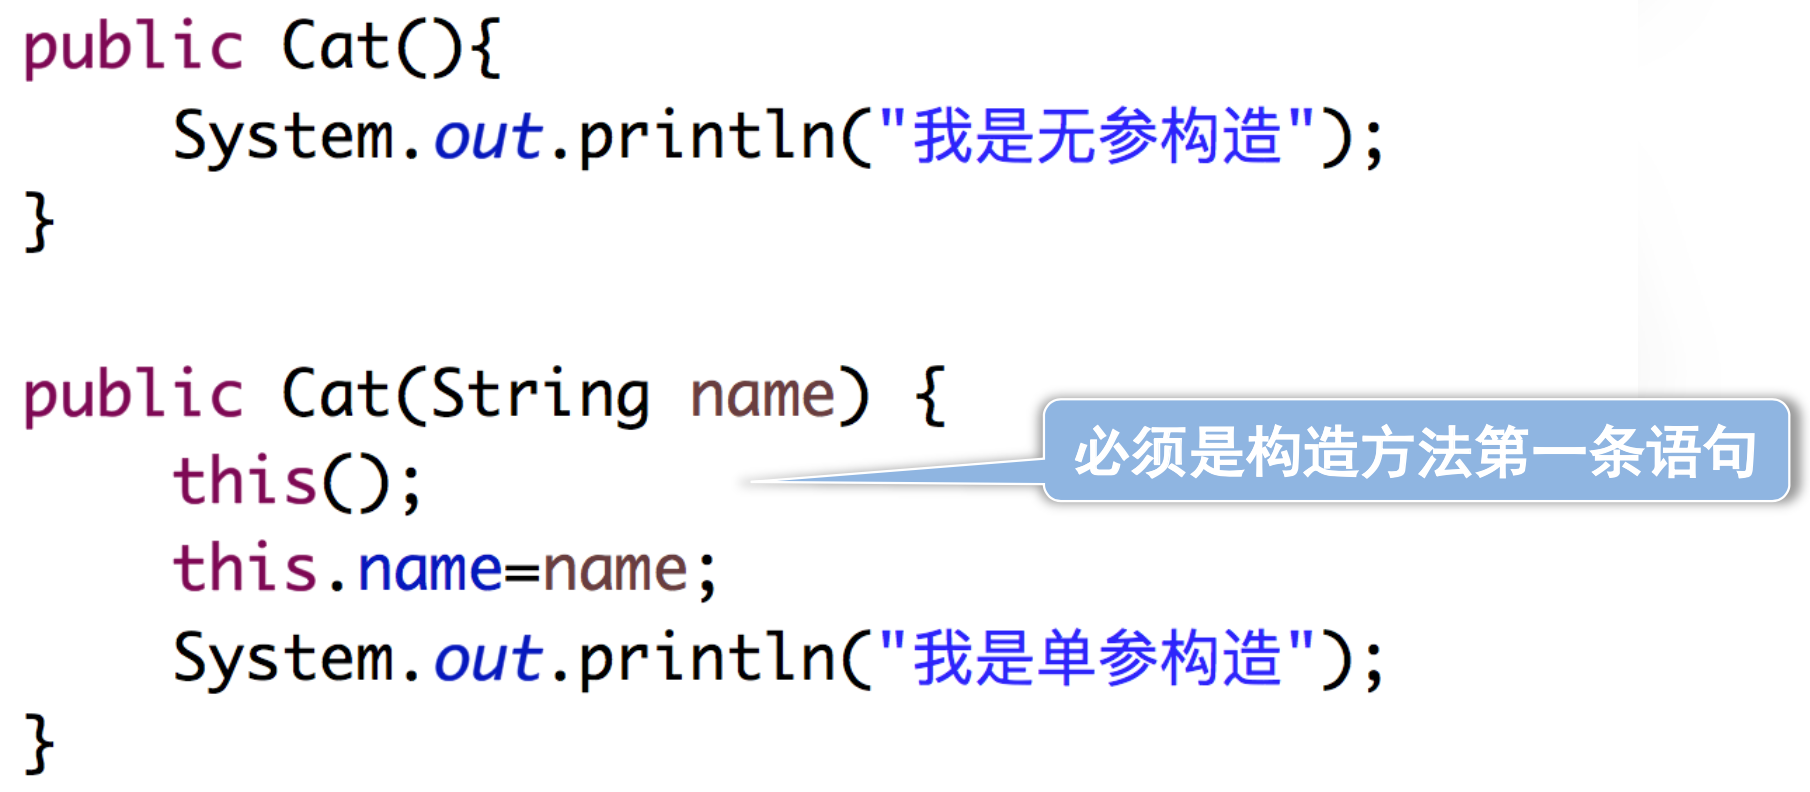 public Cat(){
    System.out.println("我是无参构造");
}
public Cat(String name) {
    this();
必须是构造方法第一条语句
    this.name=name;
    System.out.println("我是单参构造");
}